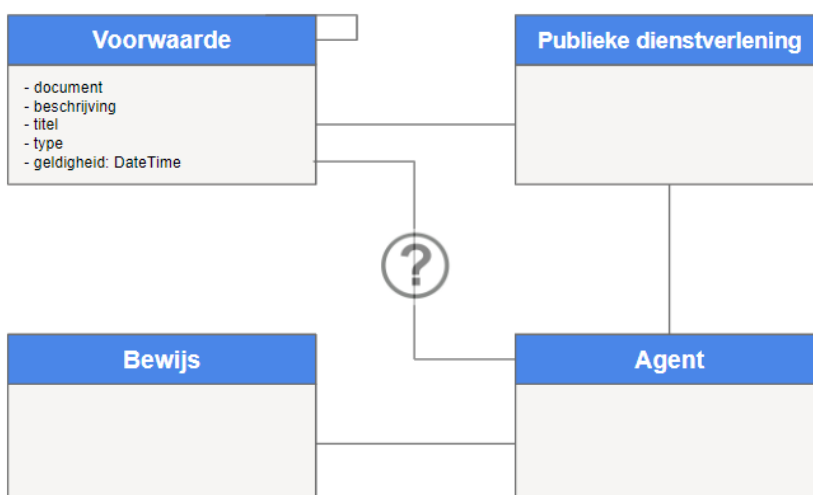 Voorwaarde
- document
- beschrijving
- titel
- type
- geldigheid: DateTime
Publieke dienstverlening
?
Bewijs
Agent